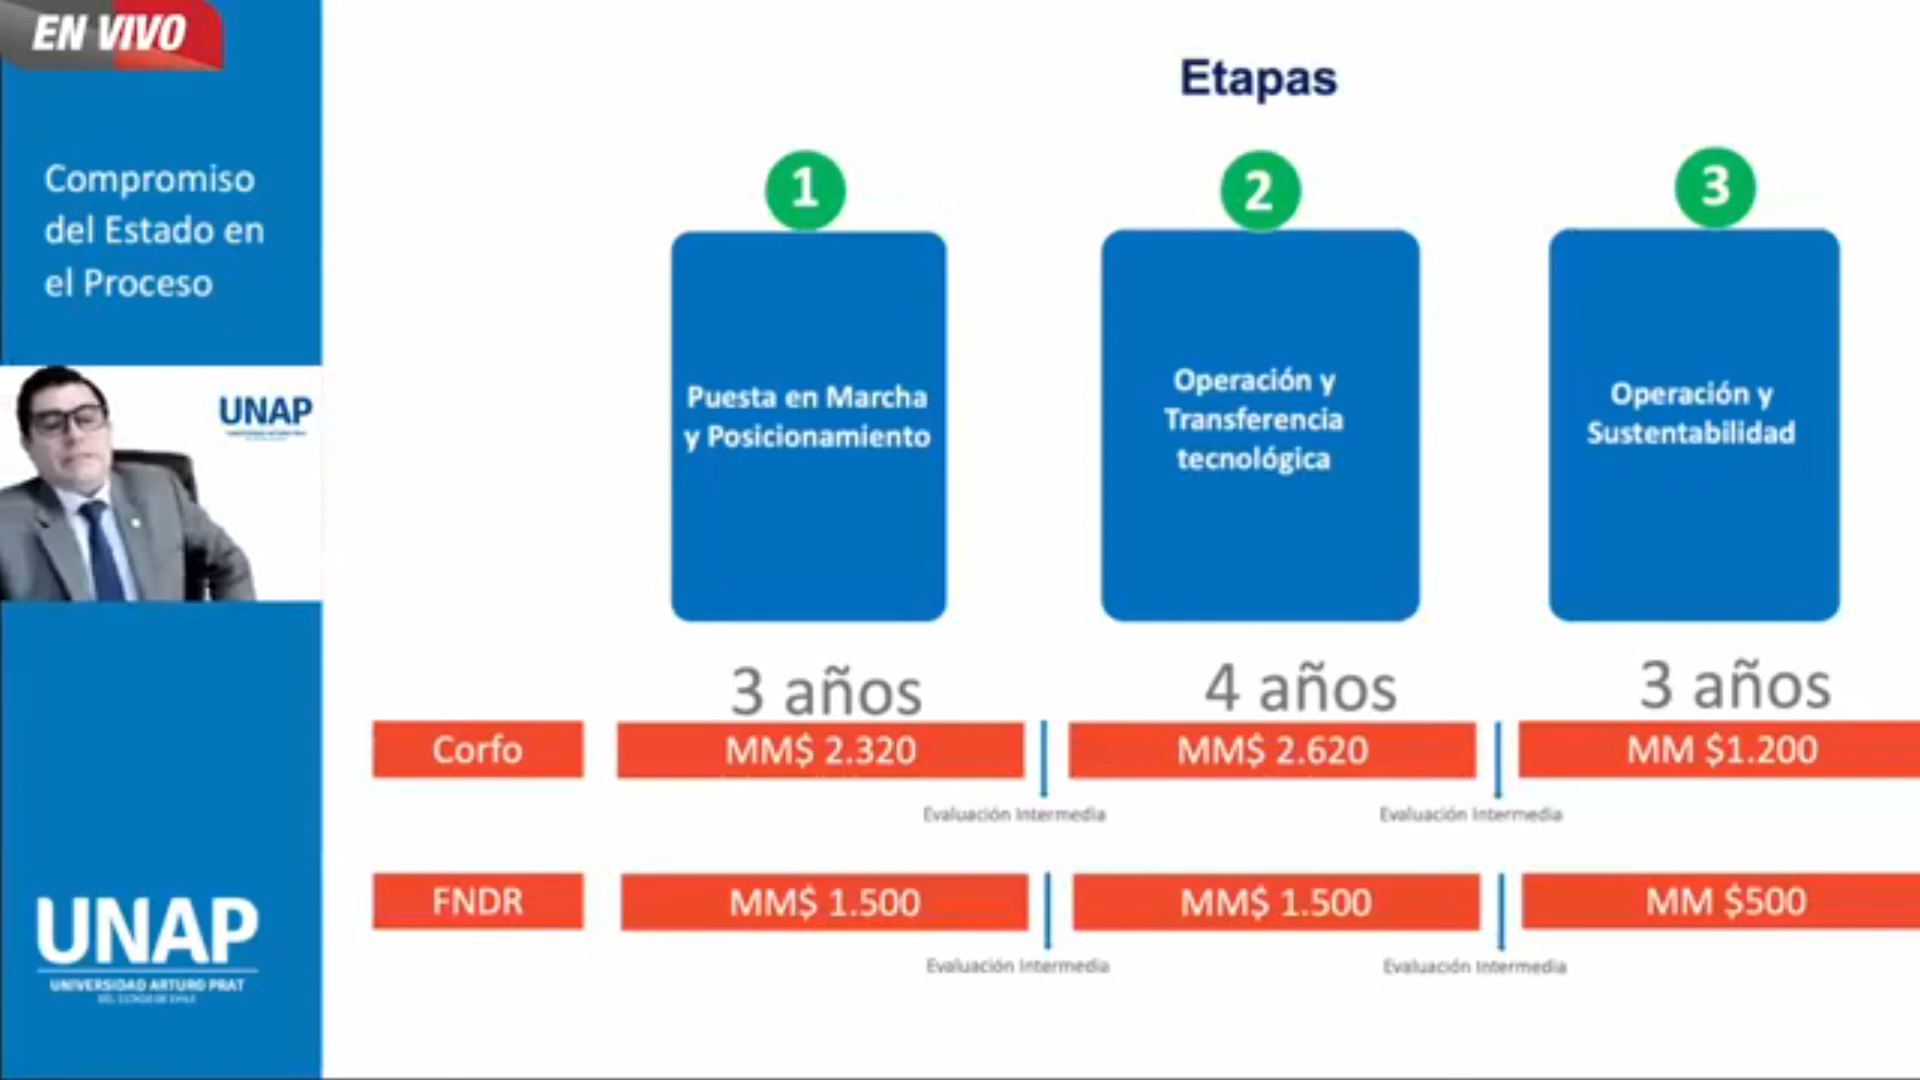 EN VIVO
Compromiso
del Estado en
el Proceso
UNAP
UNAP
UNIVERSIDAD ARTURO PRAT
DEL ESTADO DE CHILE
Etapas
1
2
3
Puesta en Marcha
y Posicionamiento
Operación y
Transferencia
tecnológica
Operación y
Sustentabilidad
3 años
4 años
3 años
Corfo
MM$ 2.320
MM$ 2.620
MM $1.200
Evaluación Intermedia
Evaluación Intermedia
FNDR
MM$ 1.500
MM$ 1.500
MM $500
Evaluación Intermedia
Evaluación Intermedia